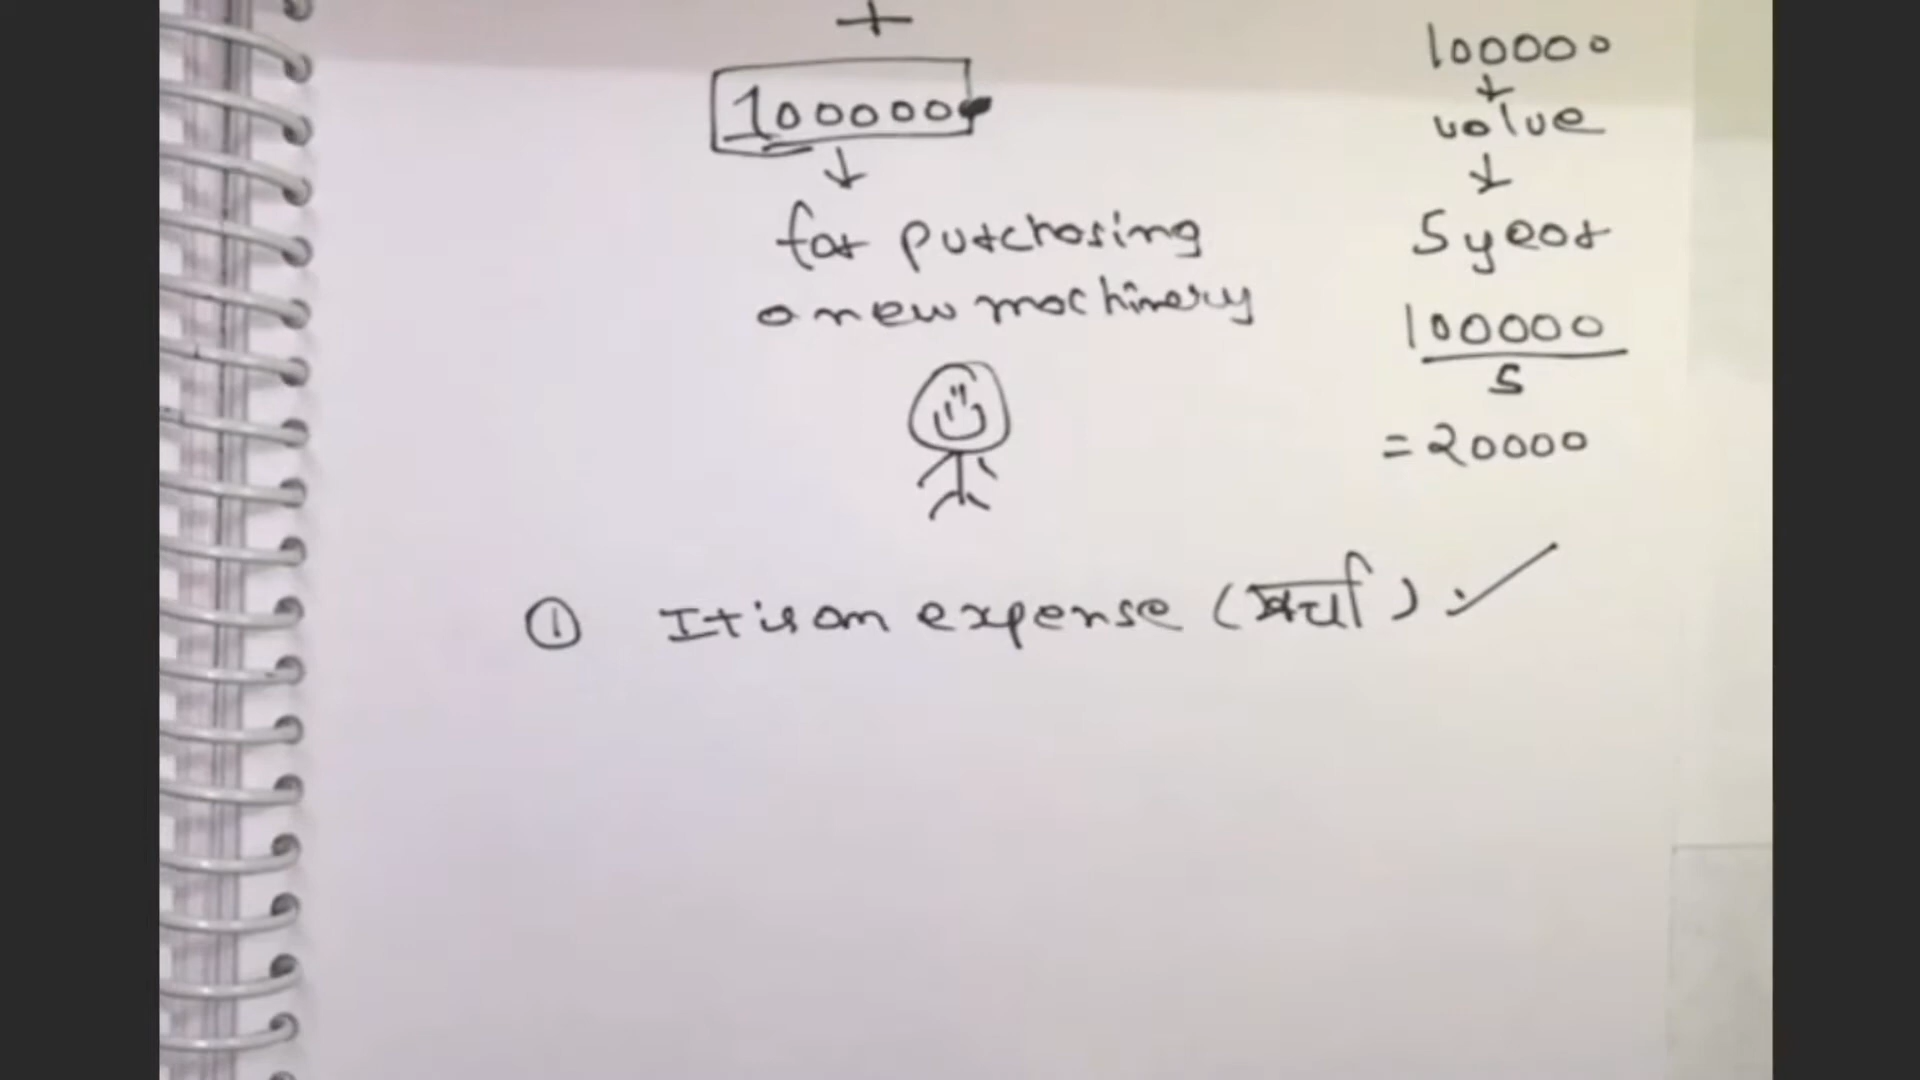 +
100000
↓
for purchasing
a new machinery
① It is an expense (खर्चा) ✓
100000
↓
value
↓
5 year
100000
5
= 20000